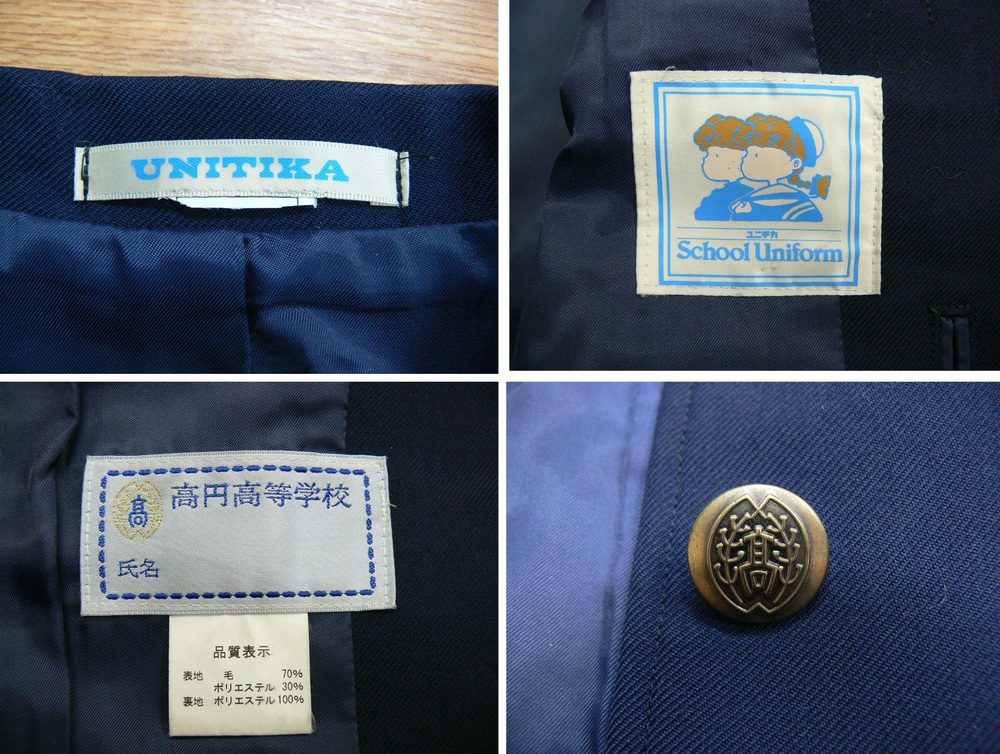 UNITIKA
ユニチカ
School Uniform
高 高円高等学校
氏名
品質表示
表地 毛 70%
ポリエステル 30%
裏地 ポリエステル 100%
高